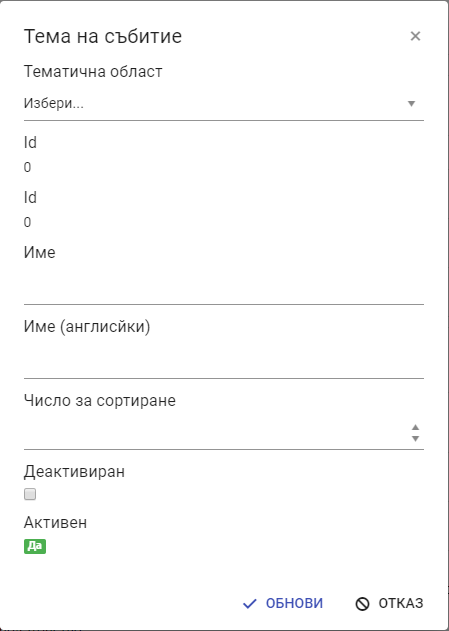 Тема на събитие ×
Тематична област
Избери...
Id
0
Id
0
Име
Име (англисйки)
Число за сортиране
Деактивиран
Активен
Да
ОБНОВИ ОТКАЗ